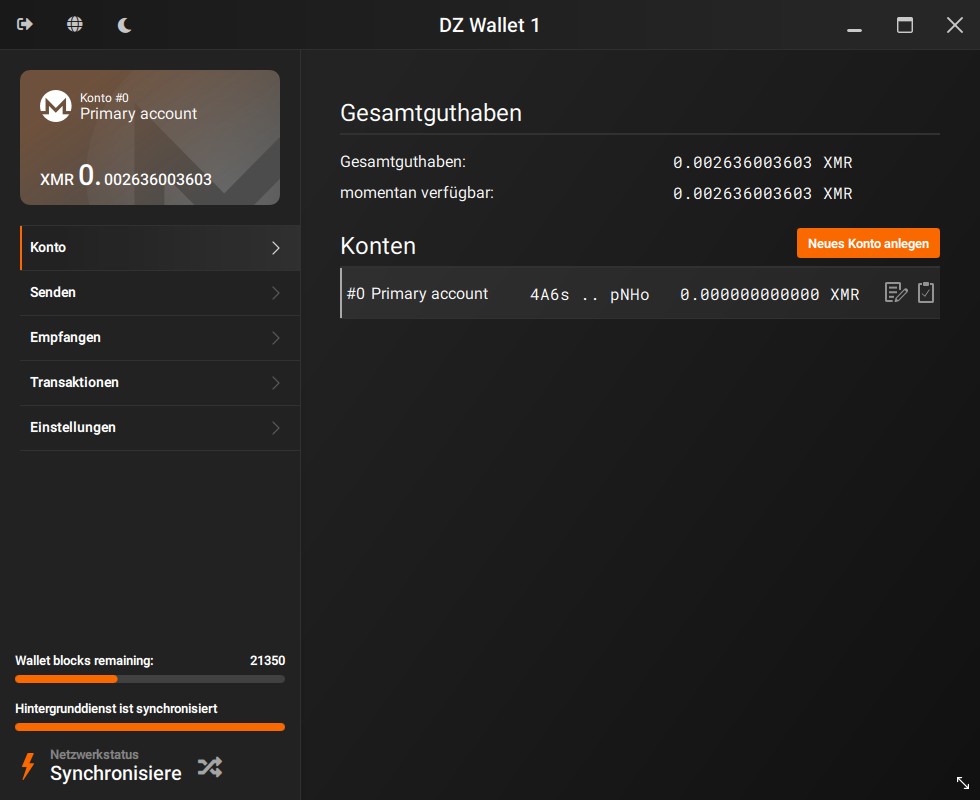 DZ Wallet 1
Konto #0
Primary account
XMR 0.002636003603
Konto
Senden
Empfangen
Transaktionen
Einstellungen
Wallet blocks remaining: 21350
Hintergrunddienst ist synchronisiert
Netzwerkstatus
Synchronisiere
Gesamtguthaben
Gesamtguthaben: 0.002636003603 XMR
momentan verfügbar: 0.002636003603 XMR
Konten Neues Konto anlegen
#0 Primary account 4A6s .. pNHo 0.000000000000 XMR